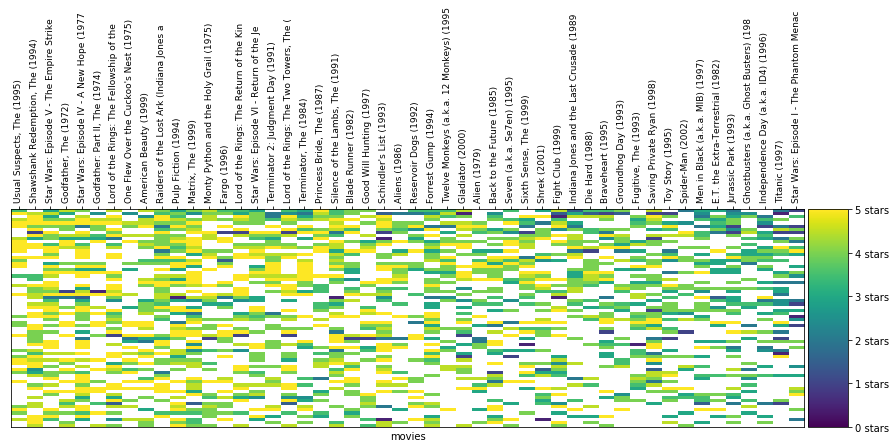 Usual Suspects, The (1995)
Shawshank Redemption, The (1994)
Star Wars: Episode V - The Empire Strike
Godfather, The (1972)
Star Wars: Episode IV - A New Hope (1977
Godfather: Part II, The (1974)
Lord of the Rings: The Fellowship of the
One Flew Over the Cuckoo's Nest (1975)
American Beauty (1999)
Raiders of the Lost Ark (Indiana Jones a
Pulp Fiction (1994)
Matrix, The (1999)
Monty Python and the Holy Grail (1975)
Fargo (1996)
Lord of the Rings: The Return of the Kin
Star Wars: Episode VI - Return of the Je
Terminator 2: Judgment Day (1991)
Lord of the Rings: The Two Towers, The (
Terminator, The (1984)
Princess Bride, The (1987)
Silence of the Lambs, The (1991)
Blade Runner (1982)
Good Will Hunting (1997)
Schindler's List (1993)
Aliens (1986)
Reservoir Dogs (1992)
Forrest Gump (1994)
Twelve Monkeys (a.k.a. 12 Monkeys) (1995
Gladiator (2000)
Alien (1979)
Back to the Future (1985)
Seven (a.k.a. Se7en) (1995)
Sixth Sense, The (1999)
Shrek (2001)
Fight Club (1999)
Indiana Jones and the Last Crusade (1989
Die Hard (1988)
Braveheart (1995)
Groundhog Day (1993)
Fugitive, The (1993)
Saving Private Ryan (1998)
Toy Story (1995)
Spider-Man (2002)
Men in Black (a.k.a. MIB) (1997)
E.T. the Extra-Terrestrial (1982)
Jurassic Park (1993)
Ghostbusters (a.k.a. Ghost Busters) (198
Independence Day (a.k.a. ID4) (1996)
Titanic (1997)
Star Wars: Episode I - The Phantom Menac
5 stars
4 stars
3 stars
2 stars
1 stars
0 stars
movies